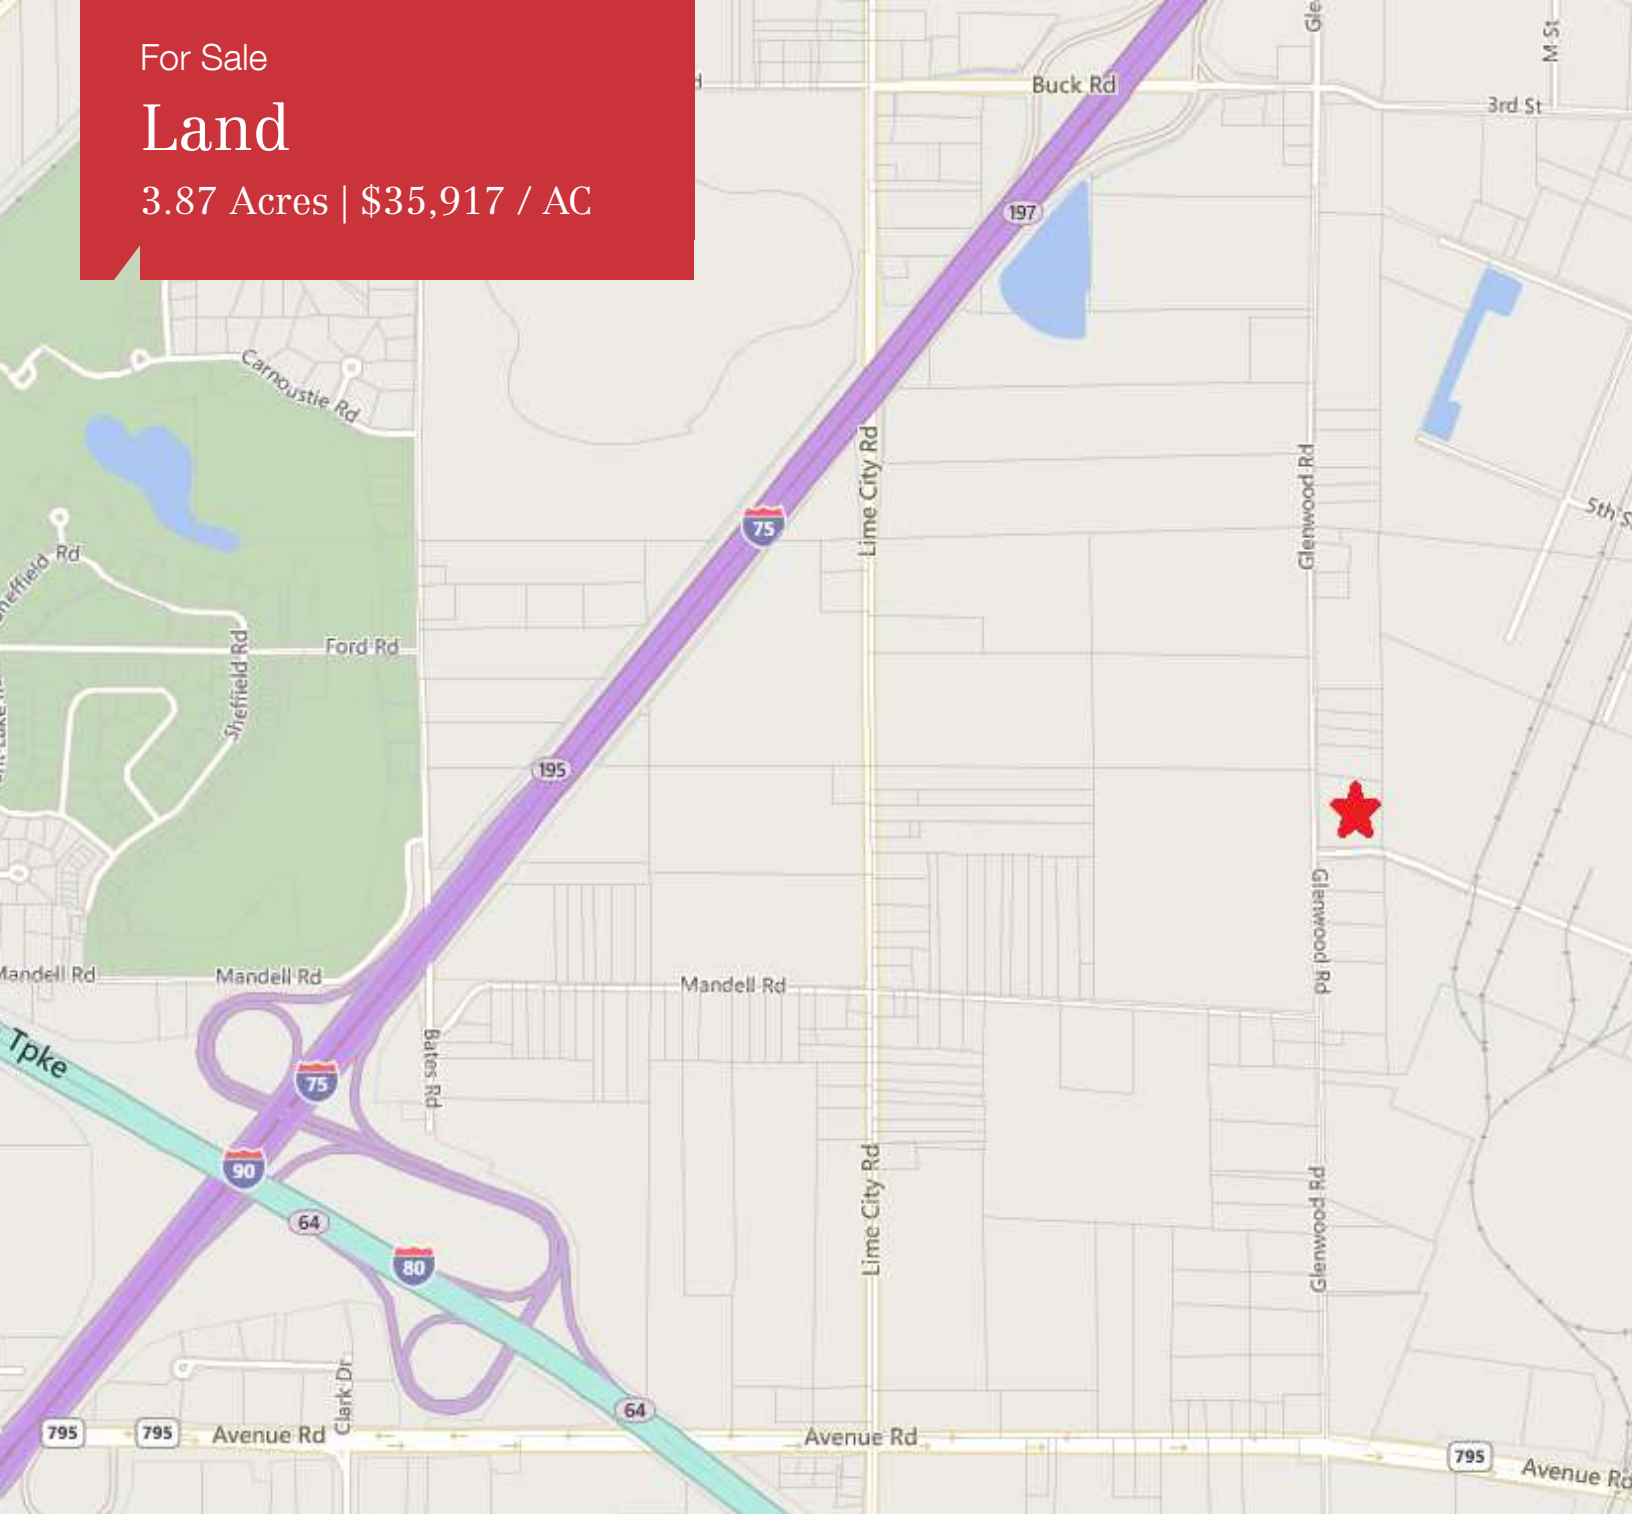 For Sale
Land
3.87 Acres | $35,917 / AC
Buck Rd
3rd St
M St
197
Carnoustie Rd
Lime City Rd
Glenwood Rd
75
5th S
Rd
Ford Rd
Sheffield Rd
195
Glenwood Rd
Mandell Rd
Mandell Rd
Mandell Rd
Tpke
Bates Rd
75
90
64
80
Lime City Rd
Glenwood Rd
64
Clark Dr
795
795
Avenue Rd
Avenue Rd
795
Avenue Rd